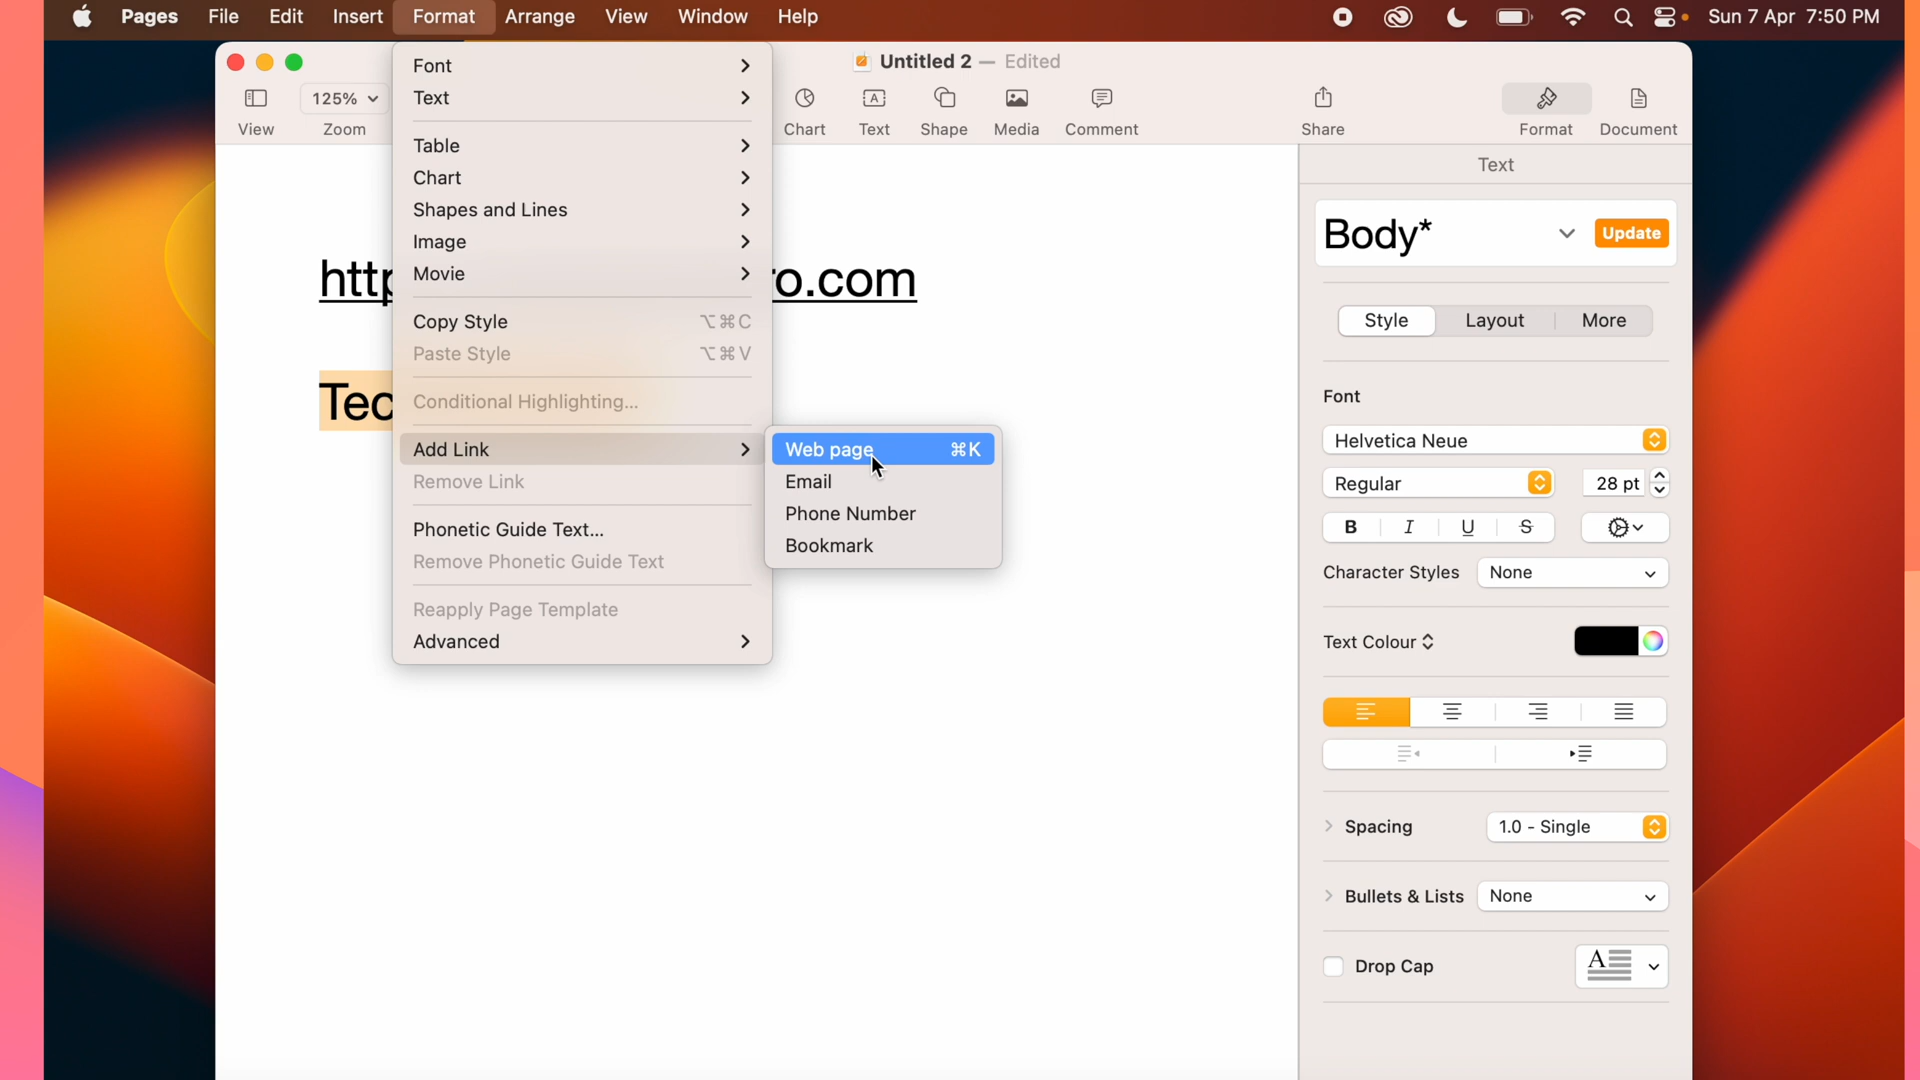 Pages File Edit Insert Format Arrange View Window Help Sun 7 Apr 7:50 PM
Untitled 2 — Edited
125%
View Zoom Chart Text Shape Media Comment Share Format Document
Font
Text
Table
Chart
Shapes and Lines
Image
Movie
Copy Style ⌥⌘C
Paste Style ⌥⌘V
Conditional Highlighting...
Add Link
Remove Link
Phonetic Guide Text...
Remove Phonetic Guide Text
Reapply Page Template
Advanced
Web page ⌘K
Email
Phone Number
Bookmark
o.com
Text
Body*
Update
Style Layout More
Font
Helvetica Neue
Regular 28 pt
B I U S
Character Styles None
Text Colour
Spacing 1.0 - Single
Bullets & Lists None
Drop Cap A